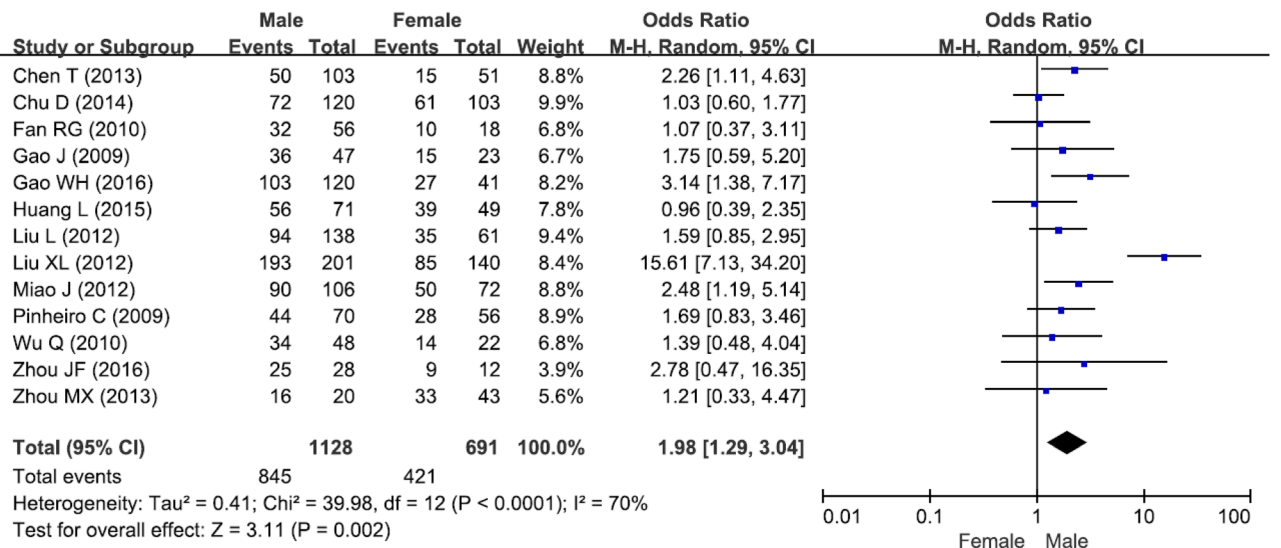 Male Female Odds Ratio Odds Ratio
Study or Subgroup Events Total Events Total Weight M-H, Random, 95% CI M-H, Random, 95% CI
Chen T (2013) 50 103 15 51 8.8% 2.26 [1.11, 4.63]
Chu D (2014) 72 120 61 103 9.9% 1.03 [0.60, 1.77]
Fan RG (2010) 32 56 10 18 6.8% 1.07 [0.37, 3.11]
Gao J (2009) 36 47 15 23 6.7% 1.75 [0.59, 5.20]
Gao WH (2016) 103 120 27 41 8.2% 3.14 [1.38, 7.17]
Huang L (2015) 56 71 39 49 7.8% 0.96 [0.39, 2.35]
Liu L (2012) 94 138 35 61 9.4% 1.59 [0.85, 2.95]
Liu XL (2012) 193 201 85 140 8.4% 15.61 [7.13, 34.20]
Miao J (2012) 90 106 50 72 8.8% 2.48 [1.19, 5.14]
Pinheiro C (2009) 44 70 28 56 8.9% 1.69 [0.83, 3.46]
Wu Q (2010) 34 48 14 22 6.8% 1.39 [0.48, 4.04]
Zhou JF (2016) 25 28 9 12 3.9% 2.78 [0.47, 16.35]
Zhou MX (2013) 16 20 33 43 5.6% 1.21 [0.33, 4.47]
Total (95% CI) 1128 691 100.0% 1.98 [1.29, 3.04]
Total events 845 421
Heterogeneity: Tau² = 0.41; Chi² = 39.98, df = 12 (P < 0.0001); I² = 70%
Test for overall effect: Z = 3.11 (P = 0.002)
0.01 0.1 1 10 100
Female Male